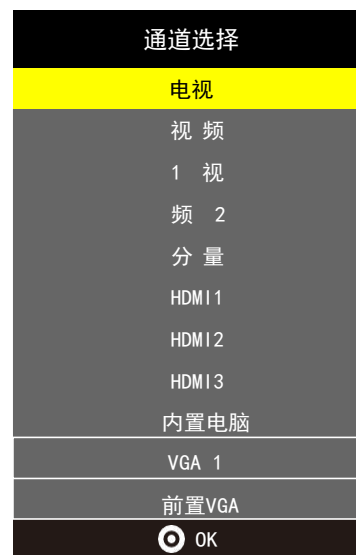 通道选择
电视
视 频
1 视
频 2
分 量
HDMI1
HDMI2
HDMI3
内置电脑
VGA 1
前置VGA
OK